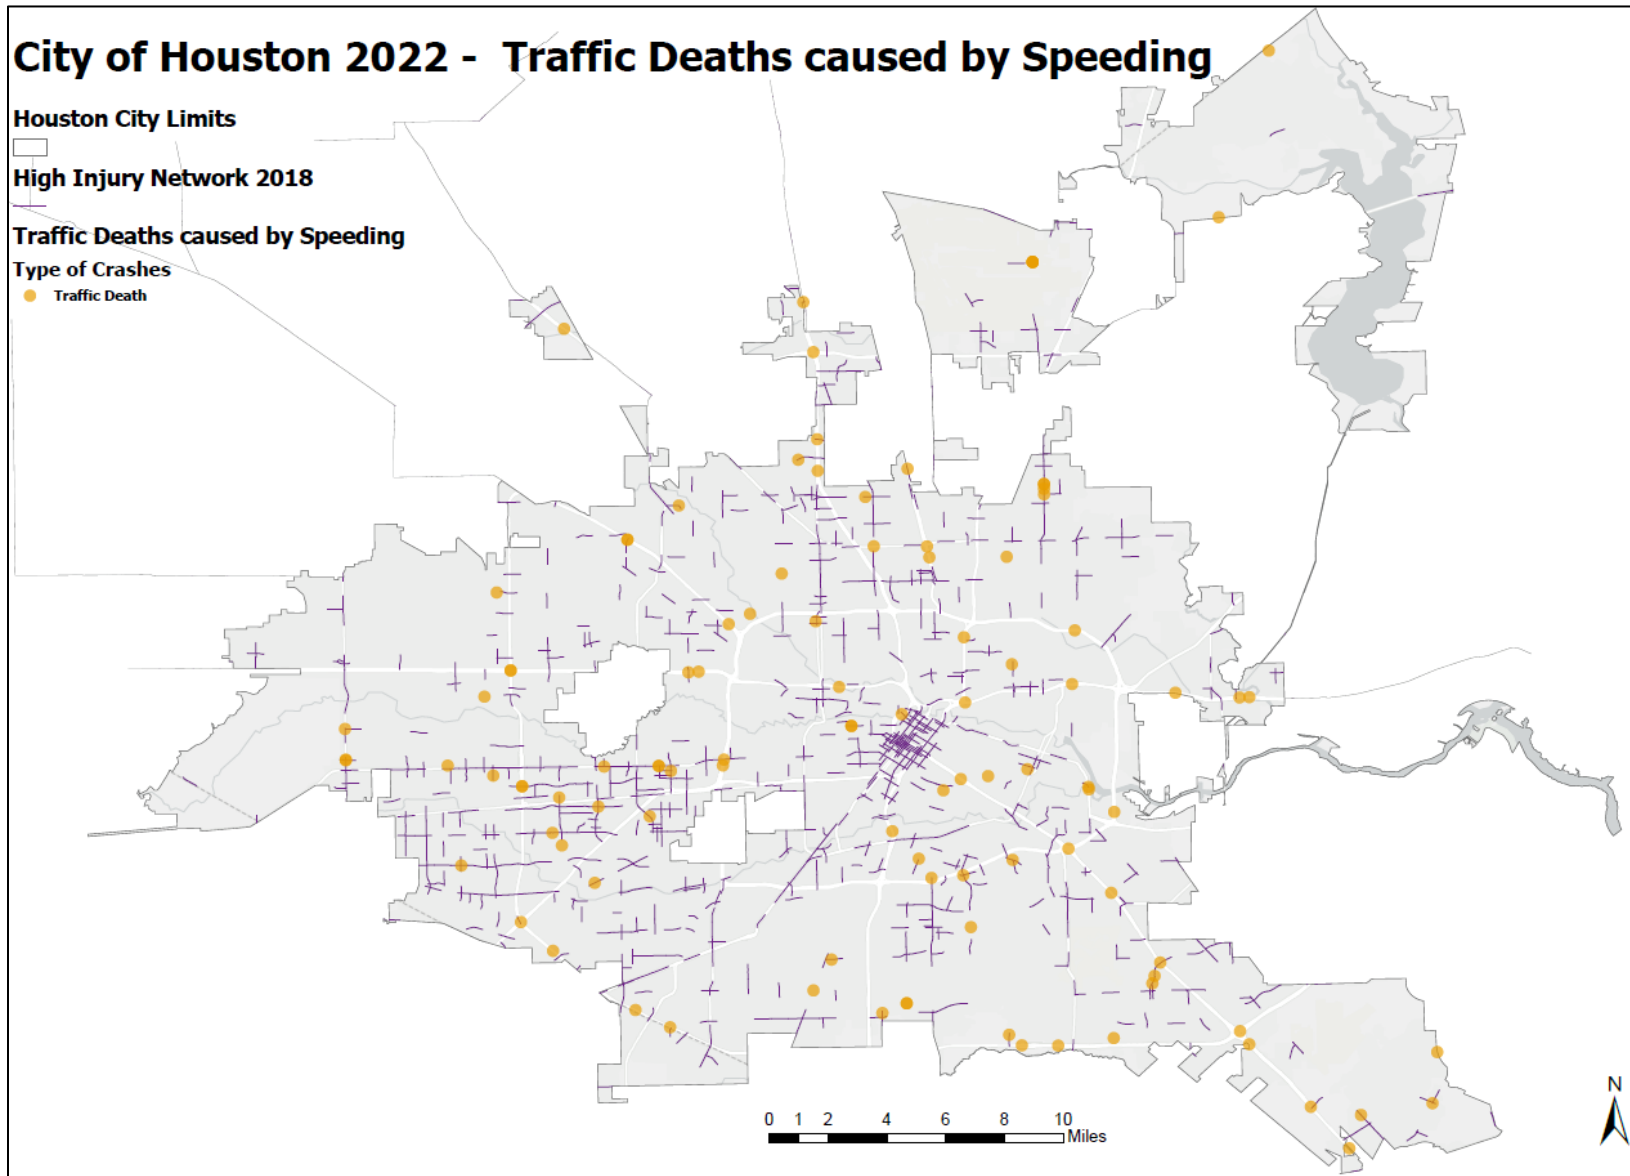 City of Houston 2022 -  Traffic Deaths caused by Speeding
Houston City Limits
High Injury Network 2018
Traffic Deaths caused by Speeding
Type of Crashes
Traffic Death
N
0 1 2 4 6 8 10
Miles